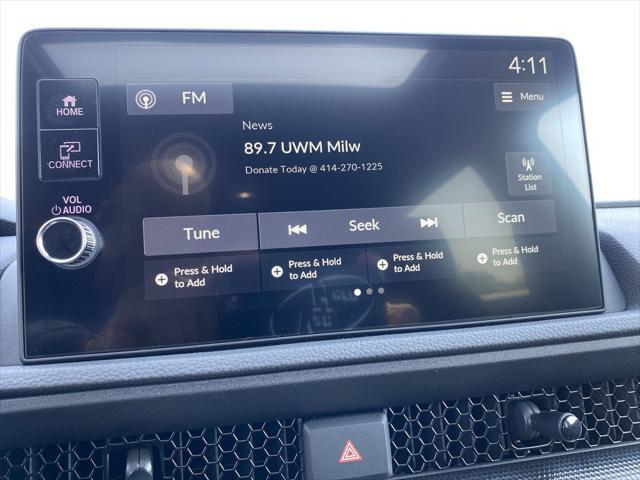 4:11
HOME
FM
Menu
News
CONNECT
89.7 UWM Milw
Donate Today @ 414-270-1225
Station
List
VOL
AUDIO
Tune
Seek
Scan
Press & Hold
to Add
Press & Hold
to Add
Press & Hold
to Add
Press & Hold
to Add